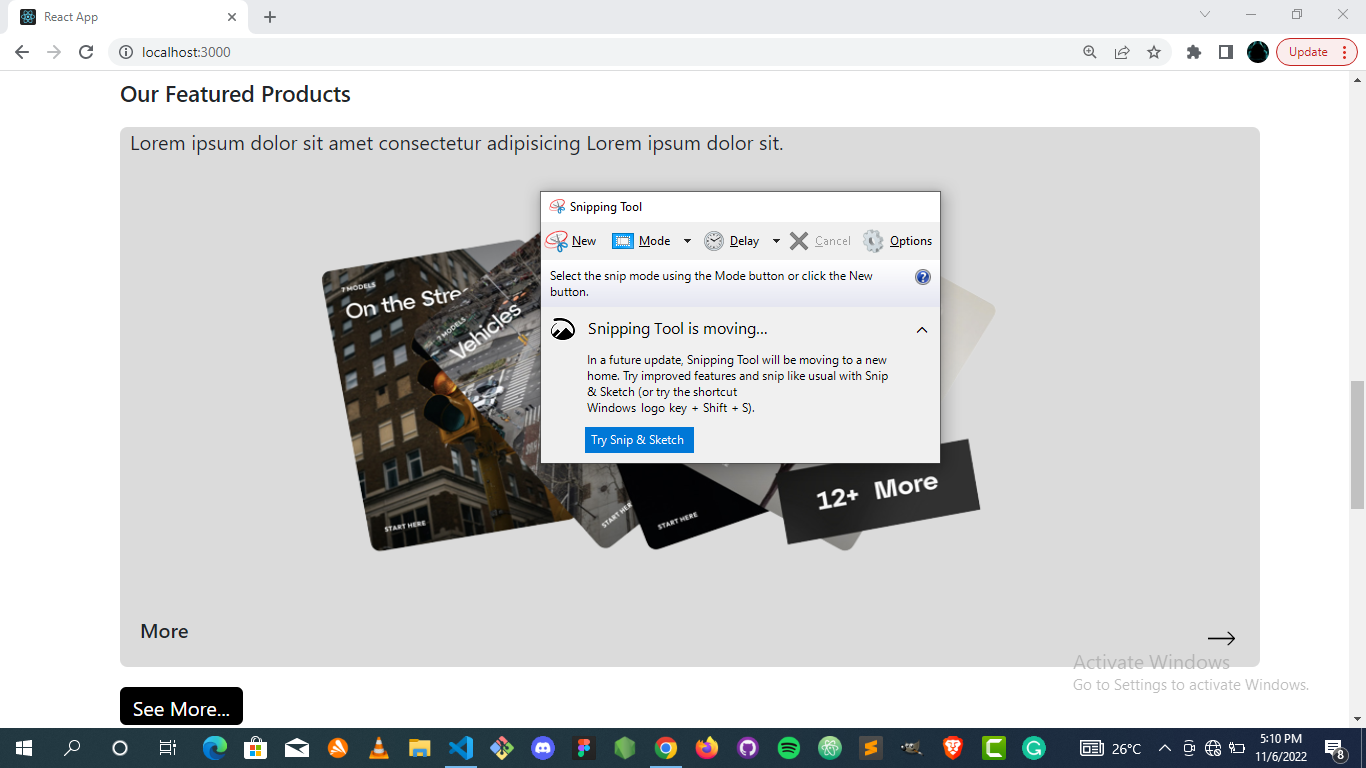 React App
localhost:3000
Update
Our Featured Products
Lorem ipsum dolor sit amet consectetur adipisicing Lorem ipsum dolor sit.
Snipping Tool
New Mode Delay Cancel Options
Select the snip mode using the Mode button or click the New
button.
Snipping Tool is moving...
In a future update, Snipping Tool will be moving to a new
home. Try improved features and snip like usual with Snip
& Sketch (or try the shortcut
Windows logo key + Shift + S).
Try Snip & Sketch
7 MODELS
On the Stre
7 MODELS
Vehicles
START HERE
START HER
START HERE
12+ More
More
Activate Windows
Go to Settings to activate Windows.
See More...
26°C
5:10 PM
11/6/2022
8